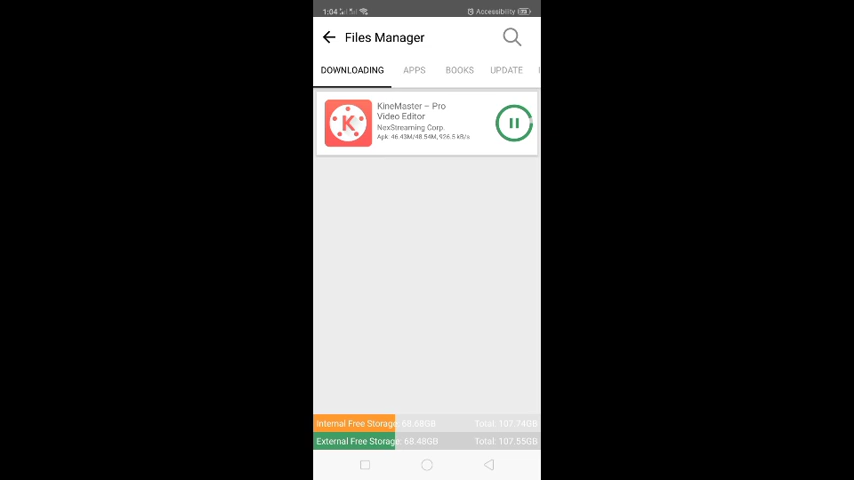 1:04 Accessibility
Files Manager
DOWNLOADING APPS BOOKS UPDATE
KineMaster – Pro
Video Editor
NexStreaming Corp.
Apk: 46.43M/48.54M, 926.5 kB/s
K
Internal Free Storage: 68.68GB Total: 107.74GB
External Free Storage: 68.48GB Total: 107.55GB